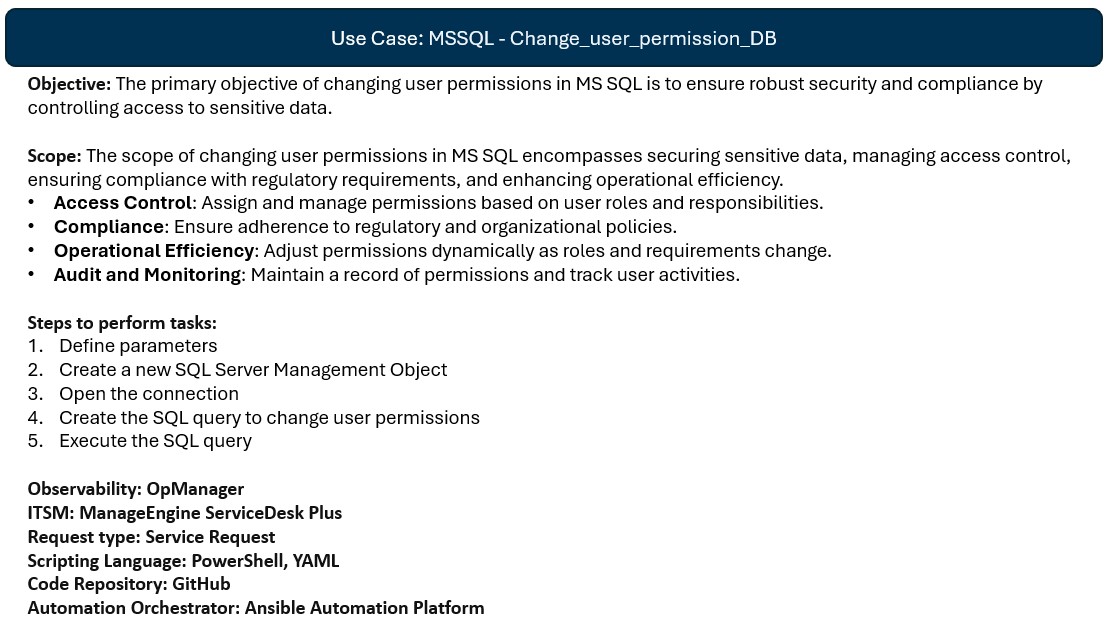 Use Case: MSSQL - Change_user_permission_DB
Objective: The primary objective of changing user permissions in MS SQL is to ensure robust security and compliance by
controlling access to sensitive data.
Scope: The scope of changing user permissions in MS SQL encompasses securing sensitive data, managing access control,
ensuring compliance with regulatory requirements, and enhancing operational efficiency.
• Access Control: Assign and manage permissions based on user roles and responsibilities.
• Compliance: Ensure adherence to regulatory and organizational policies.
• Operational Efficiency: Adjust permissions dynamically as roles and requirements change.
• Audit and Monitoring: Maintain a record of permissions and track user activities.
Steps to perform tasks:
1. Define parameters
2. Create a new SQL Server Management Object
3. Open the connection
4. Create the SQL query to change user permissions
5. Execute the SQL query
Observability: OpManager
ITSM: ManageEngine ServiceDesk Plus
Request type: Service Request
Scripting Language: PowerShell, YAML
Code Repository: GitHub
Automation Orchestrator: Ansible Automation Platform